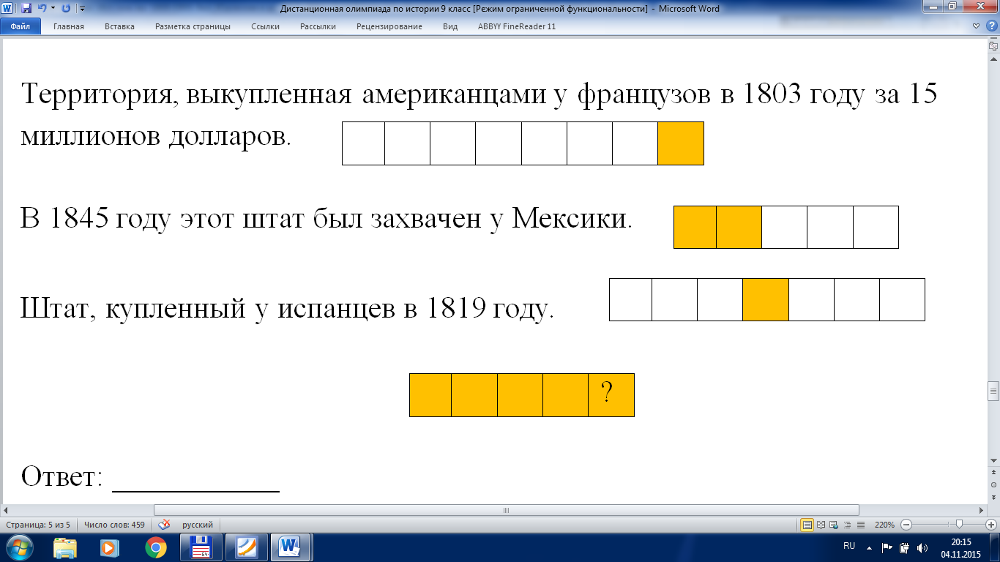 Дистанционная олимпиада по истории 9 класс [Режим ограниченной функциональности] - Microsoft Word
Файл Главная Вставка Разметка страницы Ссылки Рассылки Рецензирование Вид ABBYY FineReader 11
Территория, выкупленная американцами у французов в 1803 году за 15
миллионов долларов.
В 1845 году этот штат был захвачен у Мексики.
Штат, купленный у испанцев в 1819 году.
?
Ответ: ___________
Страница: 5 из 5 Число слов: 459 русский 220%
RU 20:15
04.11.2015